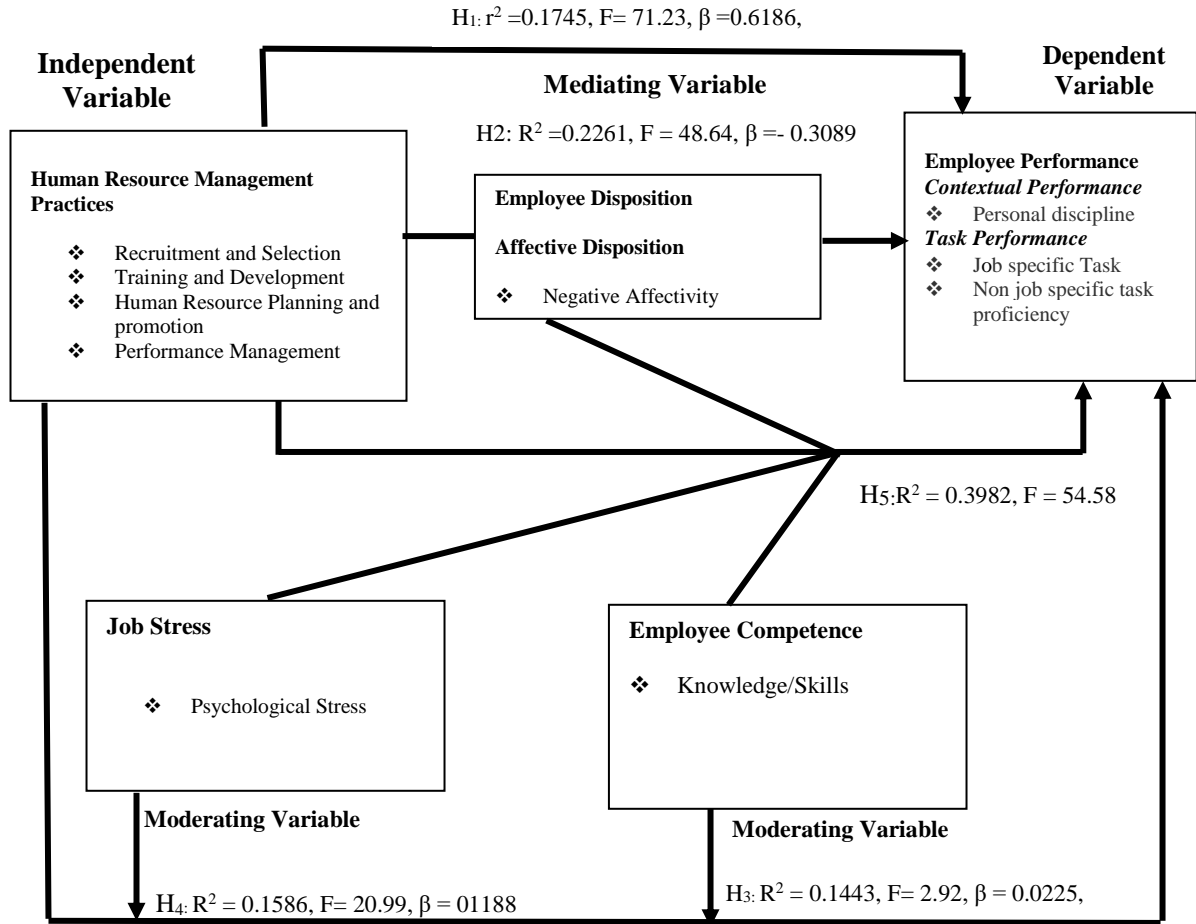 H1: r2 =0.1745, F= 71.23, β =0.6186,
Independent
Variable
Mediating Variable
Dependent
Variable
H2: R2 =0.2261, F = 48.64, β =- 0.3089
Human Resource Management
Practices
❖ Recruitment and Selection
❖ Training and Development
❖ Human Resource Planning and
promotion
❖ Performance Management
Employee Disposition
Affective Disposition
❖ Negative Affectivity
Employee Performance
Contextual Performance
❖ Personal discipline
Task Performance
❖ Job specific Task
❖ Non job specific task
proficiency
H5:R2 = 0.3982, F = 54.58
Job Stress
❖ Psychological Stress
Employee Competence
❖ Knowledge/Skills
Moderating Variable
Moderating Variable
H4: R2 = 0.1586, F= 20.99, β = 01188
H3: R2 = 0.1443, F= 2.92, β = 0.0225,